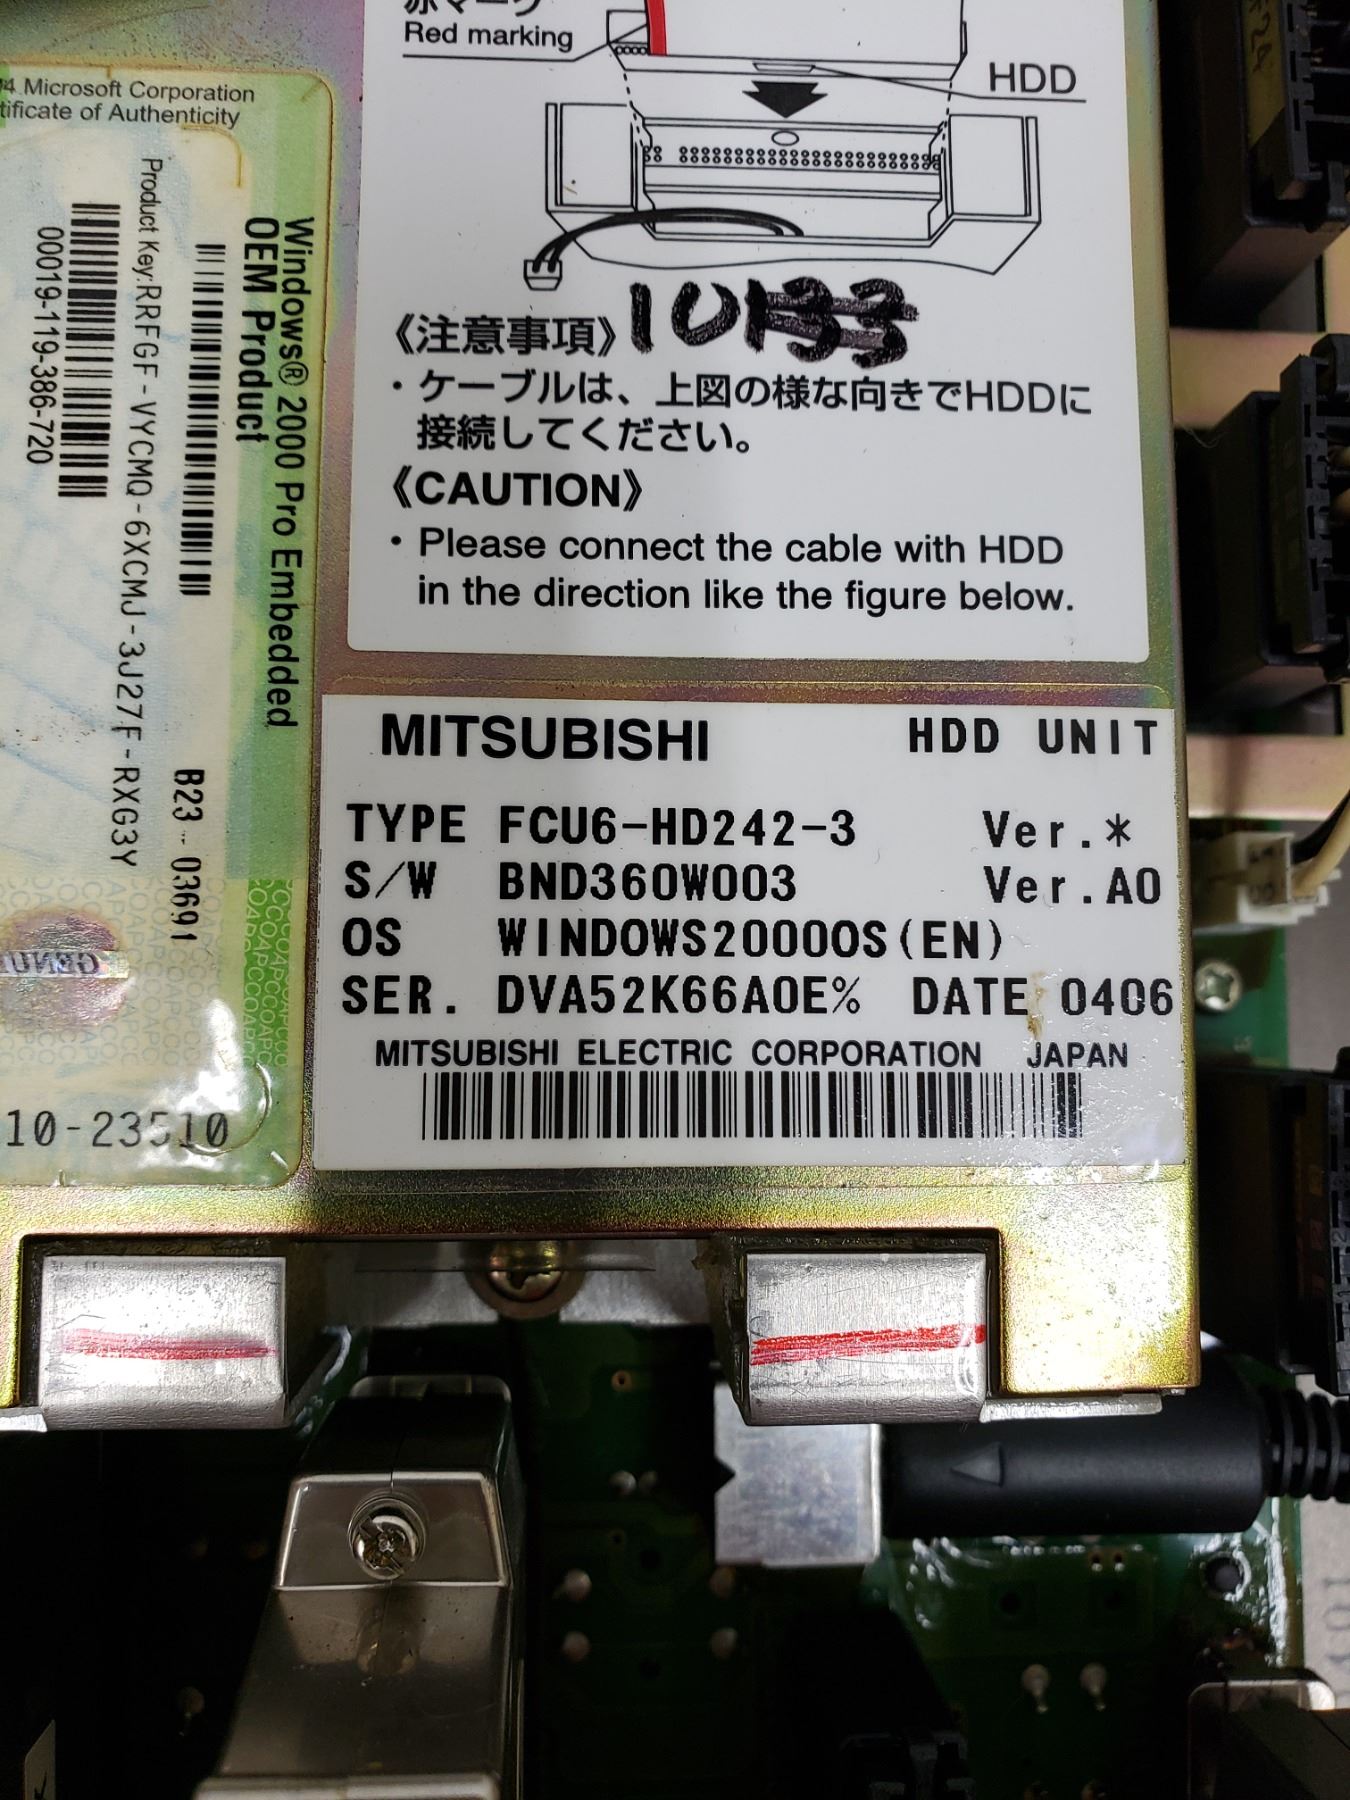 Red marking
HDD
《注意事項》
・ケーブルは、上図の様な向きでHDDに
接続してください。
《CAUTION》
・Please connect the cable with HDD
in the direction like the figure below.
MITSUBISHI HDD UNIT
TYPE FCU6-HD242-3 Ver.*
S/W BND360W003 Ver.A0
OS WINDOWS2000OS(EN)
SER. DVA52K66A0E% DATE 0406
MITSUBISHI ELECTRIC CORPORATION JAPAN
Microsoft Corporation
of Authenticity
Windows® 2000 Pro Embedded
OEM Product
B23-03691
Product Key:RRFGF-VYCMQ-6XCMJ-3J27F-RXG3Y
00019-119-386-720
10-23510